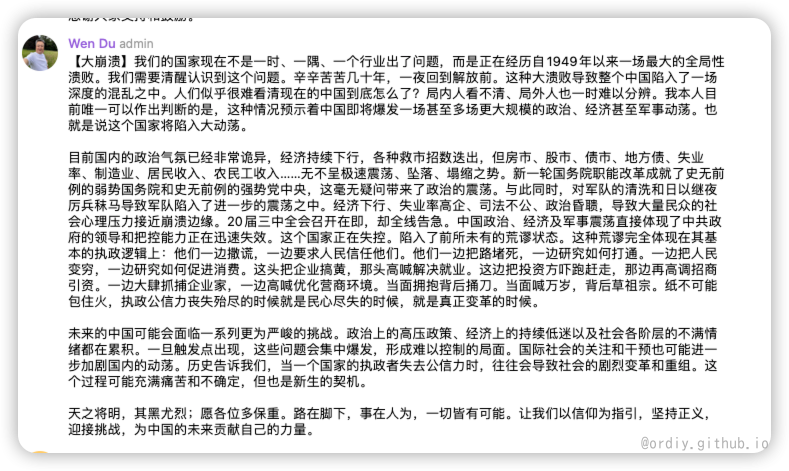 感谢大家支持和鼓励。
Wen Du admin
【大崩溃】我们的国家现在不是一时、一隅、一个行业出了问题，而是正在经历自1949年以来一场最大的全局性
溃败。我们需要清醒认识到这个问题。辛辛苦苦几十年，一夜回到解放前。这种大溃败导致整个中国陷入了一场
深度的混乱之中。人们似乎很难看清现在的中国到底怎么了？局内人看不清、局外人也一时难以分辨。我本人目
前唯一可以作出判断的是，这种情况预示着中国即将爆发一场甚至多场更大规模的政治、经济甚至军事动荡。也
就是说这个国家将陷入大动荡。
目前国内的政治气氛已经非常诡异，经济持续下行，各种救市招数迭出，但房市、股市、债市、地方债、失业
率、制造业、居民收入、农民工收入......无不呈极速震荡、坠落、塌缩之势。新一轮国务院职能改革成就了史无前
例的弱势国务院和史无前例的强势党中央，这毫无疑问带来了政治的震荡。与此同时，对军队的清洗和日以继夜
厉兵秣马导致军队陷入了进一步的震荡之中。经济下行、失业率高企、司法不公、政治昏聩，导致大量民众的社
会心理压力接近崩溃边缘。20届三中全会召开在即，却全线告急。中国政治、经济及军事震荡直接体现了中共政
府的领导和把控能力正在迅速失效。这个国家正在失控。陷入了前所未有的荒谬状态。这种荒谬完全体现在其基
本的执政逻辑上：他们一边撒谎，一边要求人民信任他们。他们一边把路堵死，一边研究如何打通。一边把人民
变穷，一边研究如何促进消费。这头把企业搞黄，那头高喊解决就业。这边把投资方吓跑赶走，那边再高调招商
引资。一边大肆抓捕企业家，一边高喊优化营商环境。当面拥抱背后捅刀。当面喊万岁，背后草祖宗。纸不可能
包住火，执政公信力丧失殆尽的时候就是民心尽失的时候，就是真正变革的时候。
未来的中国可能会面临一系列更为严峻的挑战。政治上的高压政策、经济上的持续低迷以及社会各阶层的不满情
绪都在累积。一旦触发点出现，这些问题会集中爆发，形成难以控制的局面。国际社会的关注和干预也可能进一
步加剧国内的动荡。历史告诉我们，当一个国家的执政者失去公信力时，往往会导致社会的剧烈变革和重组。这
个过程可能充满痛苦和不确定，但也是新生的契机。
天之将明，其黑尤烈；愿各位多保重。路在脚下，事在人为，一切皆有可能。让我们以信仰为指引，坚持正义，
迎接挑战，为中国的未来贡献自己的力量。
@ordiy.github.io